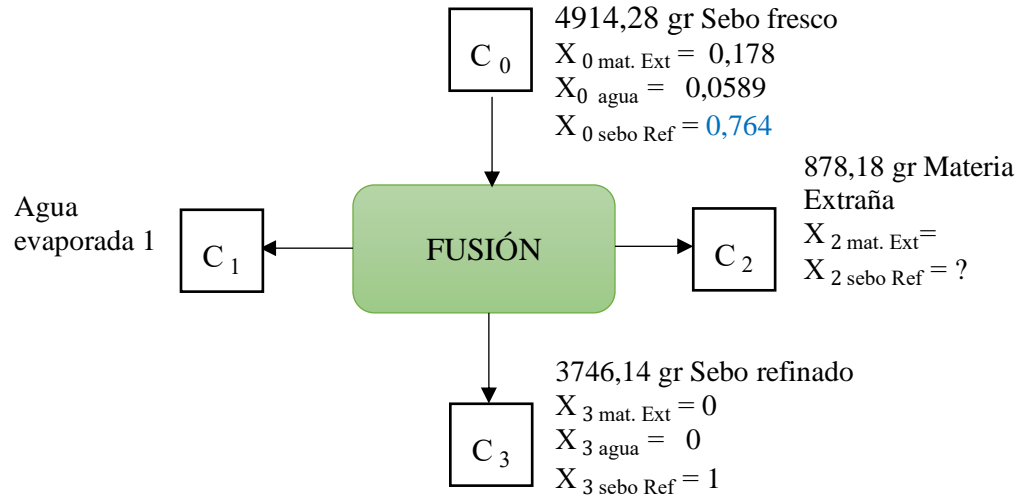 4914,28 gr Sebo fresco
C 0
X 0 mat. Ext = 0,178
X0 agua = 0,0589
X 0 sebo Ref = 0,764
Agua
evaporada 1
C 1
FUSIÓN
C 2
878,18 gr Materia
Extraña
X 2 mat. Ext=
X 2 sebo Ref = ?
3746,14 gr Sebo refinado
C 3
X 3 mat. Ext = 0
X 3 agua = 0
X 3 sebo Ref = 1